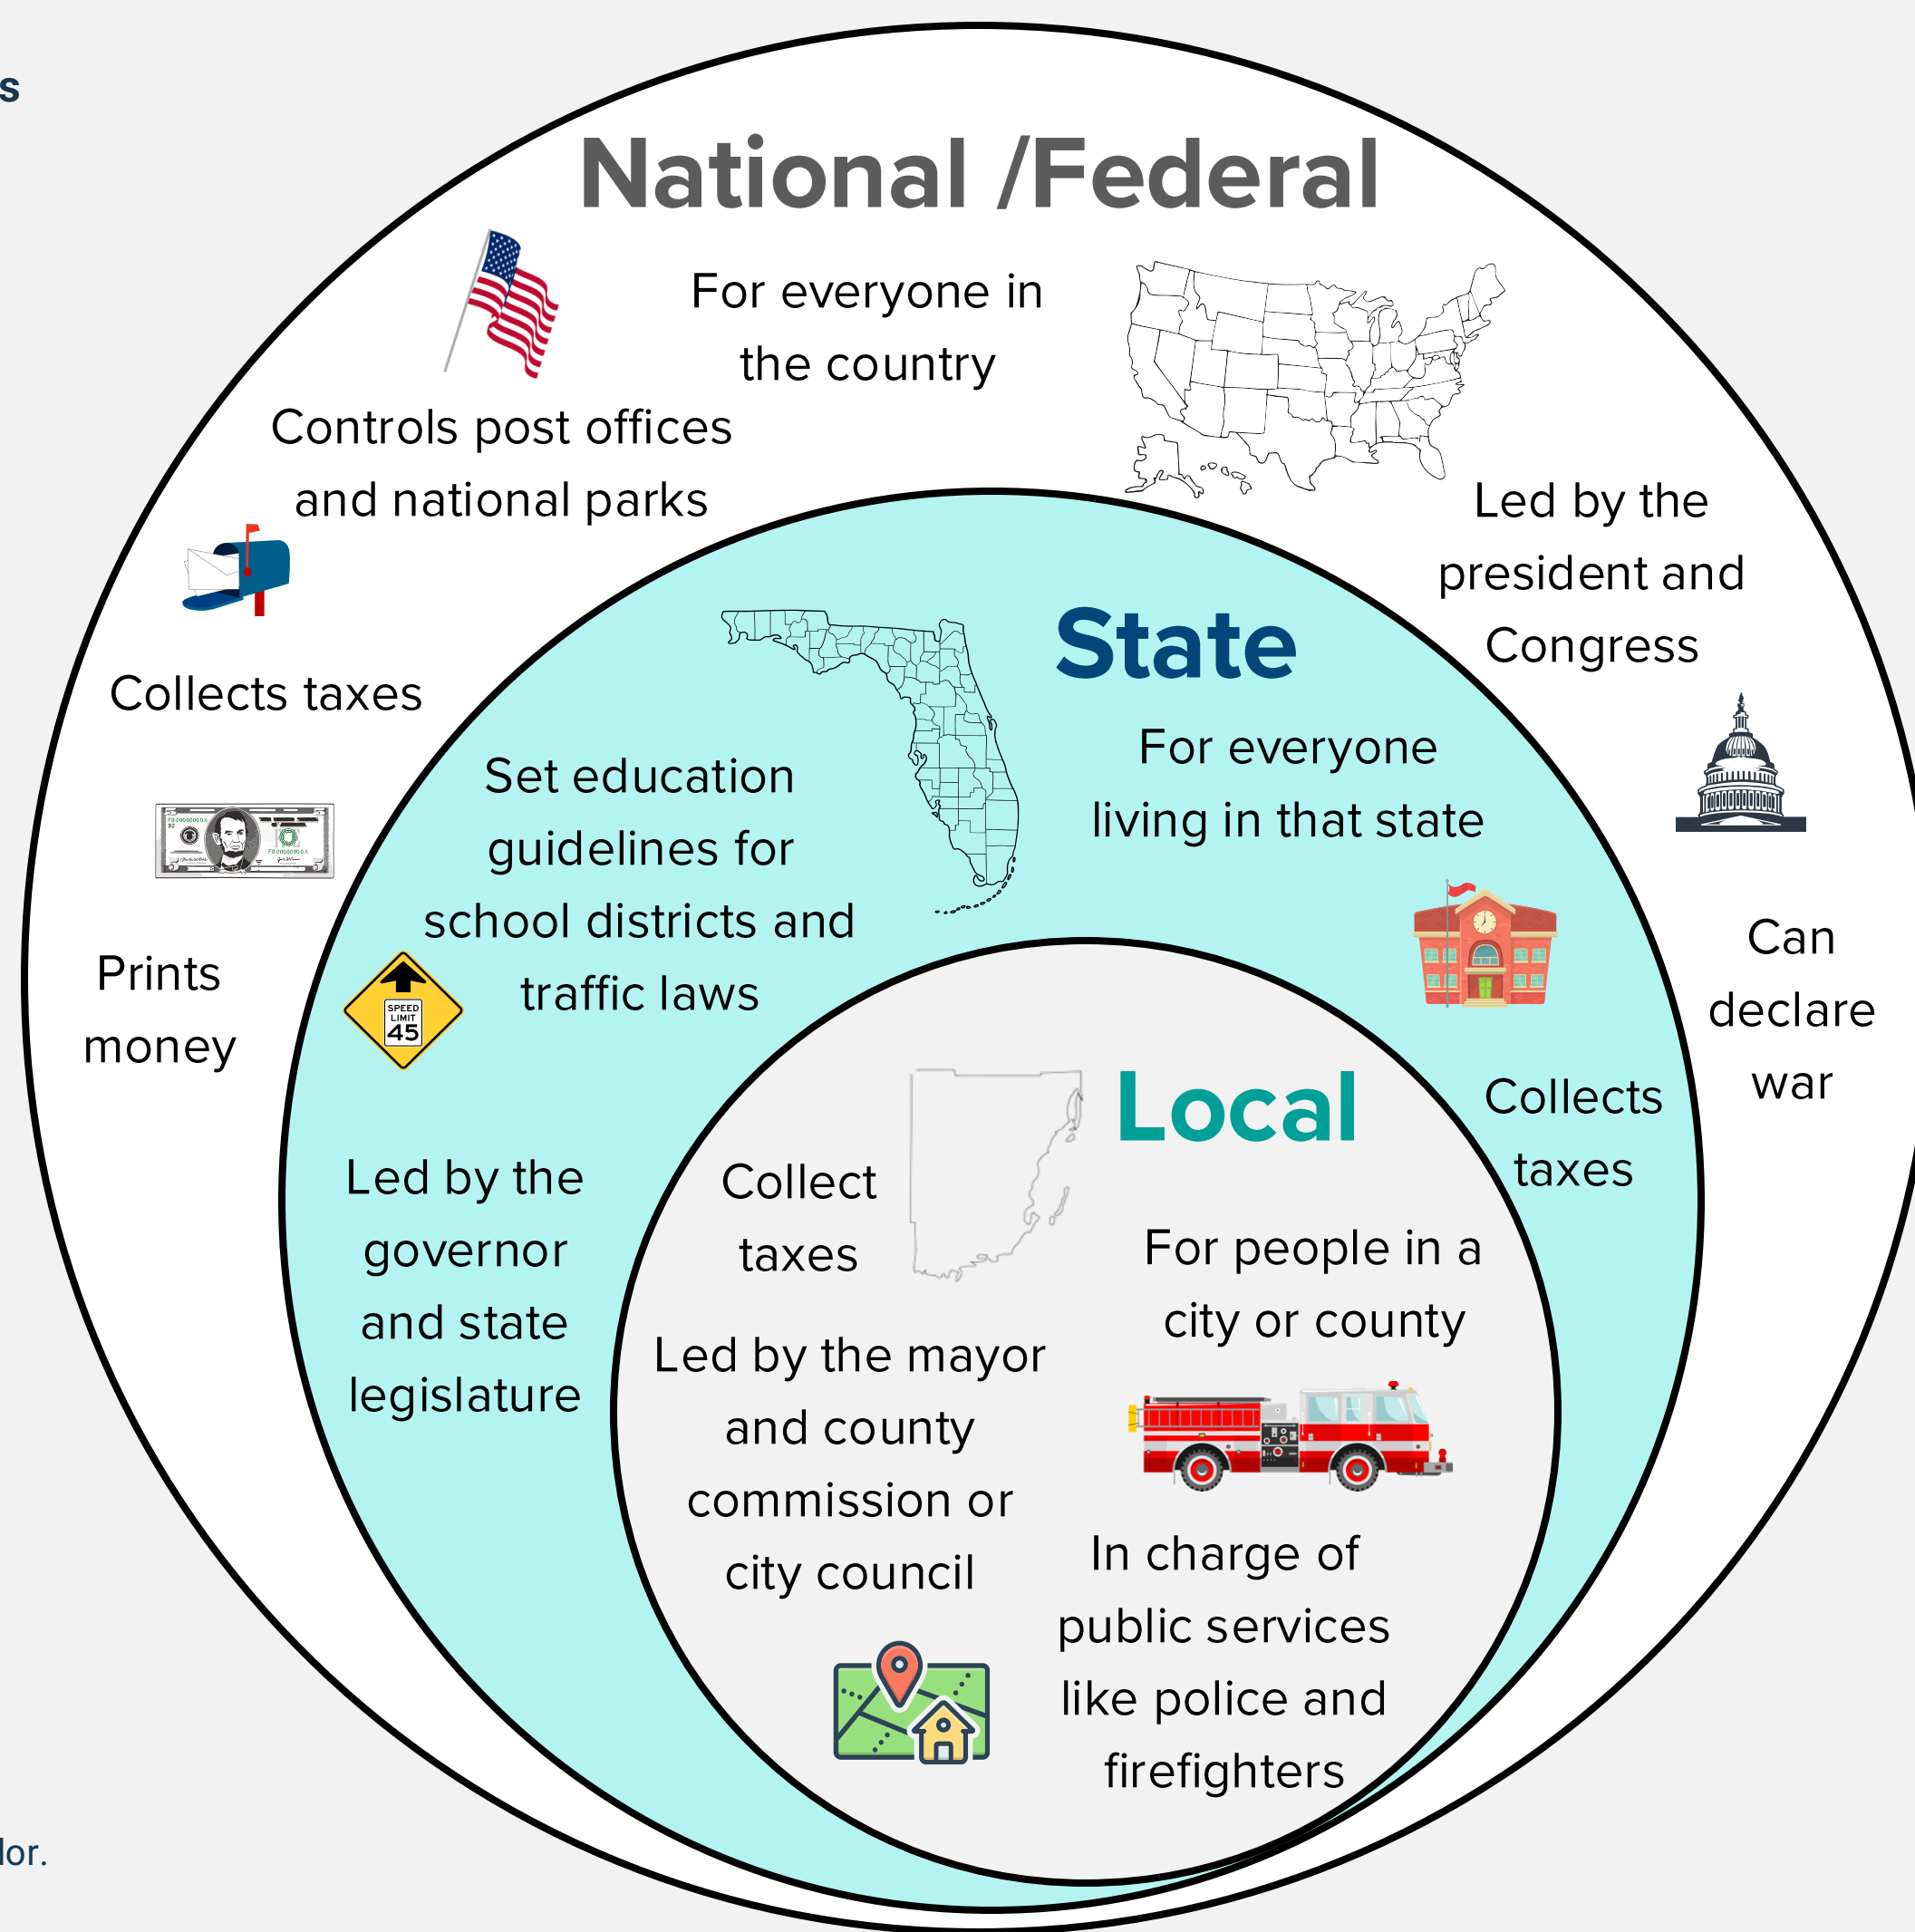 s
National /Federal
For everyone in
the country
Controls post offices
and national parks
Led by the
president and
Congress
Collects taxes
Prints
money
Can
declare
war
State
For everyone
living in that state
Set education
guidelines for
school districts and
traffic laws
SPEED
LIMIT
45
Collects
taxes
Led by the
governor
and state
legislature
Local
Collect
taxes
For people in a
city or county
Led by the mayor
and county
commission or
city council
In charge of
public services
like police and
firefighters
lor.